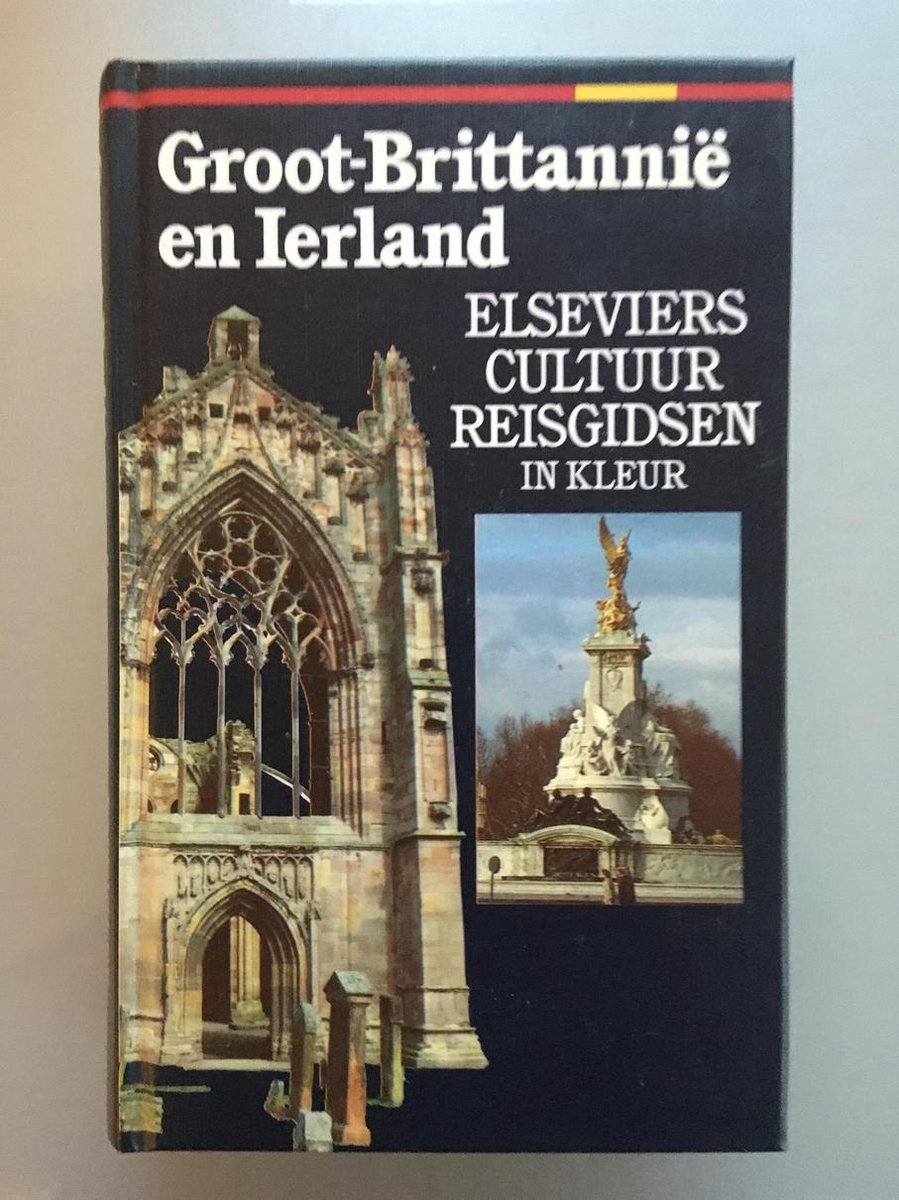 Groot-Brittannië
en Ierland
ELSEVIERS
CULTUUR
REISGIDSEN
IN KLEUR